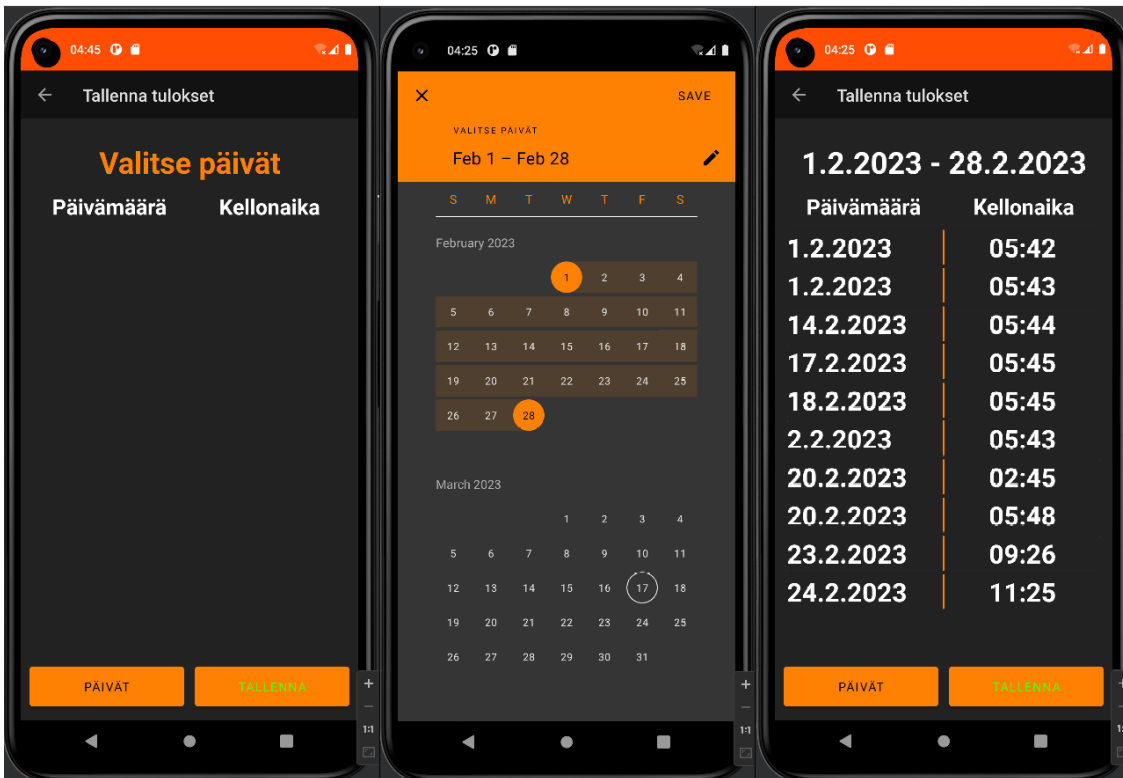 04:45
Tallenna tulokset
Valitse päivät
Päivämäärä Kellonaika
PÄIVÄT TALLENNA
04:25
SAVE
VALITSE PÄIVÄT
Feb 1 – Feb 28
S M T W T F S
February 2023
1 2 3 4
5 6 7 8 9 10 11
12 13 14 15 16 17 18
19 20 21 22 23 24 25
26 27 28
March 2023
1 2 3 4
5 6 7 8 9 10 11
12 13 14 15 16 17 18
19 20 21 22 23 24 25
26 27 28 29 30 31
04:25
Tallenna tulokset
1.2.2023 - 28.2.2023
Päivämäärä Kellonaika
1.2.2023 05:42
1.2.2023 05:43
14.2.2023 05:44
17.2.2023 05:45
18.2.2023 05:45
2.2.2023 05:43
20.2.2023 02:45
20.2.2023 05:48
23.2.2023 09:26
24.2.2023 11:25
PÄIVÄT TALLENNA
1:1
1:1